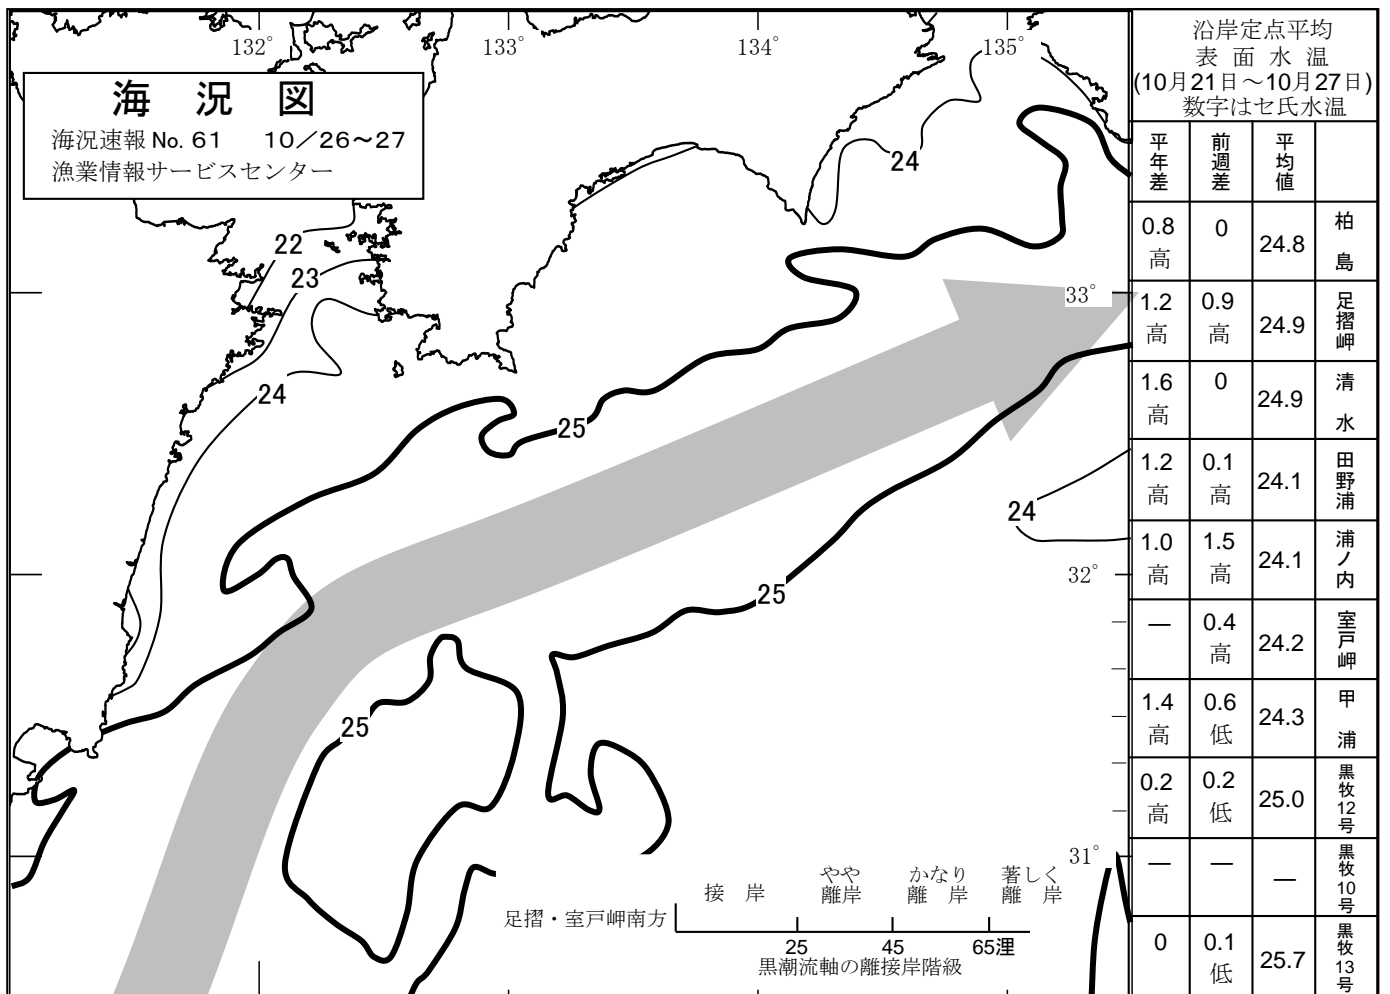 132° 133° 134° 135°
海 況 図
海況速報 No. 61 10／26～27
漁業情報サービスセンター
24
22
23
33°
24
25
24
32°
25
25
31°
接 岸 やや離岸 かなり離 岸 著しく離 岸
足摺・室戸岬南方
25 45 65浬
黒潮流軸の離接岸階級
沿岸定点平均
表 面 水 温
(10月21日～10月27日)
数字はセ氏水温
平年差 前週差 平均値
0.8高 0 24.8 柏 島
1.2高 0.9高 24.9 足摺岬
1.6高 0 24.9 清 水
1.2高 0.1高 24.1 田野浦
1.0高 1.5高 24.1 浦ノ内
— 0.4高 24.2 室戸岬
1.4高 0.6低 24.3 甲 浦
0.2高 0.2低 25.0 黒牧12号
— — — 黒牧10号
0 0.1低 25.7 黒牧13号